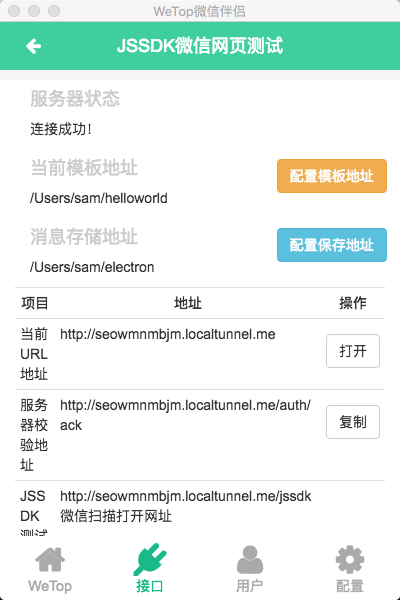 WeTop微信伴侣
JSSDK微信网页测试
服务器状态
连接成功!
当前模板地址
配置模板地址
/Users/sam/helloworld
消息存储地址
配置保存地址
/Users/sam/electron
项目 地址 操作
当前 http://seowmnmbjm.localtunnel.me 打开
URL
地址
服务 http://seowmnmbjm.localtunnel.me/auth/ 复制
器校 ack
验地
址
JSS http://seowmnmbjm.localtunnel.me/jssdk
DK 微信扫描打开网址
测试
WeTop 接口 用户 配置